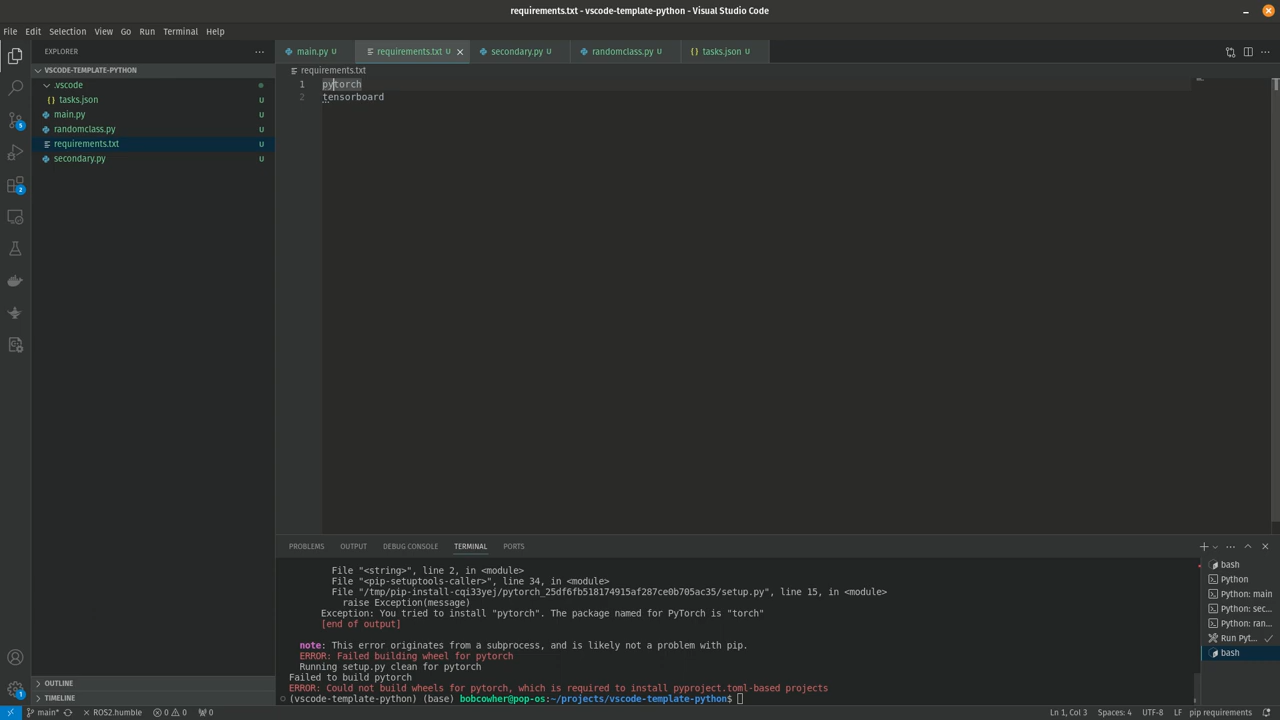 requirements.txt - vscode-template-python - Visual Studio Code
File Edit Selection View Go Run Terminal Help
EXPLORER
main.py U requirements.txt U secondary.py U randomclass.py U tasks.json U
VSCODE-TEMPLATE-PYTHON
requirements.txt
.vscode
tasks.json U
main.py U
randomclass.py U
requirements.txt U
secondary.py U
1 pytorch
2 tensorboard
5
2
PROBLEMS OUTPUT DEBUG CONSOLE TERMINAL PORTS
File "<string>", line 2, in <module>
File "<pip-setuptools-caller>", line 34, in <module>
File "/tmp/pip-install-cqi33yej/pytorch_25df6fb518174915af287ce0b705ac35/setup.py", line 15, in <module>
raise Exception(message)
Exception: You tried to install "pytorch". The package named for PyTorch is "torch"
[end of output]
note: This error originates from a subprocess, and is likely not a problem with pip.
ERROR: Failed building wheel for pytorch
Running setup.py clean for pytorch
Failed to build pytorch
ERROR: Could not build wheels for pytorch, which is required to install pyproject.toml-based projects
(vscode-template-python) (base) bobcowher@pop-os:~/projects/vscode-template-python$
bash
Python
Python: main
Python: sec...
Python: ran...
Run Pyt...
bash
OUTLINE
TIMELINE
1
main* ROS2.humble 0 0 0 Ln 1, Col 3 Spaces: 4 UTF-8 LF pip requirements